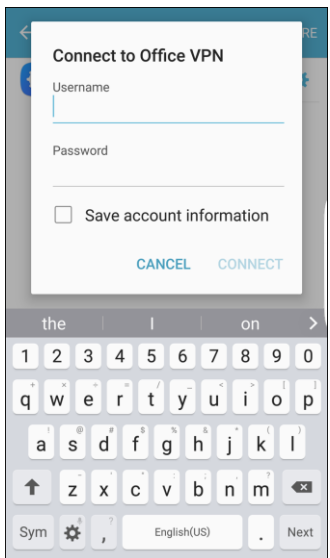 RE
Connect to Office VPN
Username
Password
Save account information
CANCEL CONNECT
the I on >
1 2 3 4 5 6 7 8 9 0
q w e r t y u i o p
a s d f g h j k l
z x c v b n m
Sym , English(US) . Next